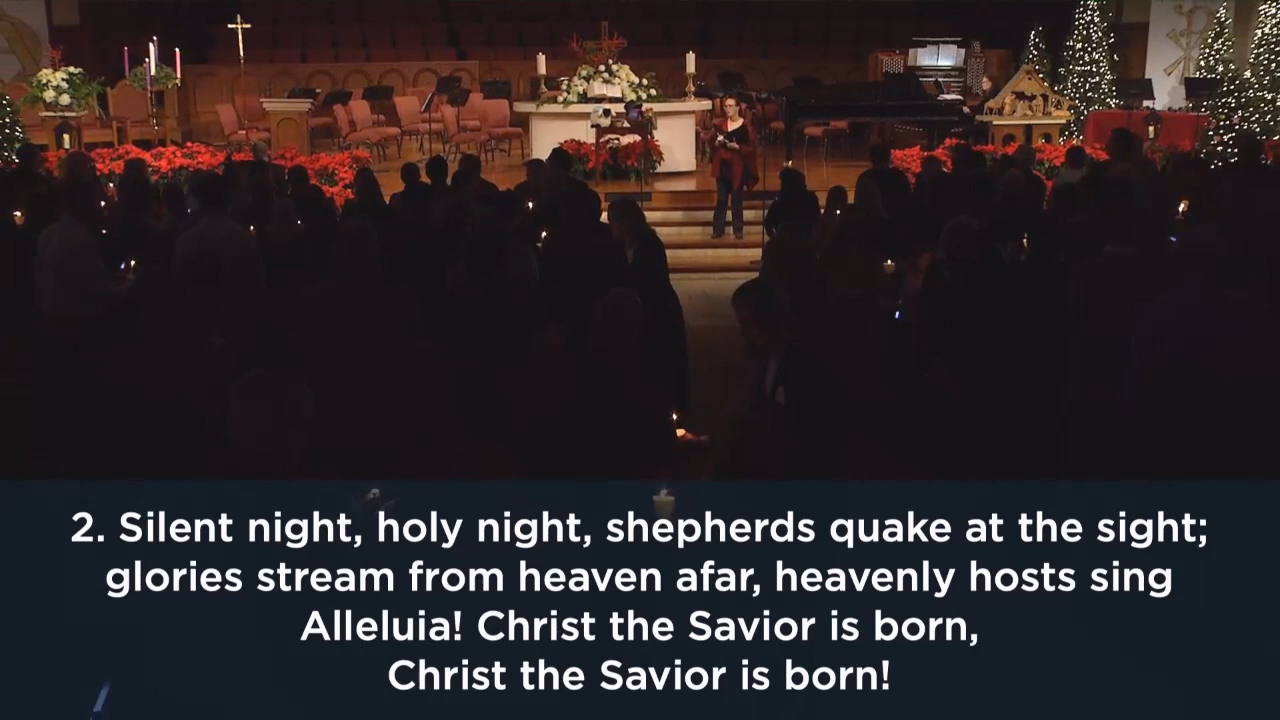 2. Silent night, holy night, shepherds quake at the sight;
glories stream from heaven afar, heavenly hosts sing
Alleluia! Christ the Savior is born,
Christ the Savior is born!